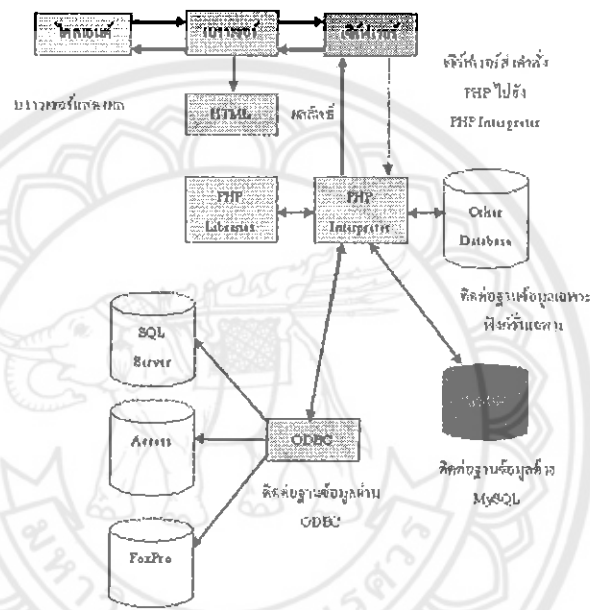 ไคลเอนต์
เบราเซอร์
เซิร์ฟเวอร์
บราวเซอร์แสดงผล
HTML
ผลลัพธ์
เซิร์ฟเวอร์ส่งคำสั่ง
PHP ไปยัง
PHP Interpreter
PHP
Libraries
PHP
Interpreter
Other
Database
ติดต่อฐานข้อมูลเฉพาะ
ฟังก์ชั่นเฉพาะ
SQL
Server
Access
FoxPro
ODBC
ติดต่อฐานข้อมูลผ่าน
ODBC
MySQL
ติดต่อฐานข้อมูลด้วย
MySQL